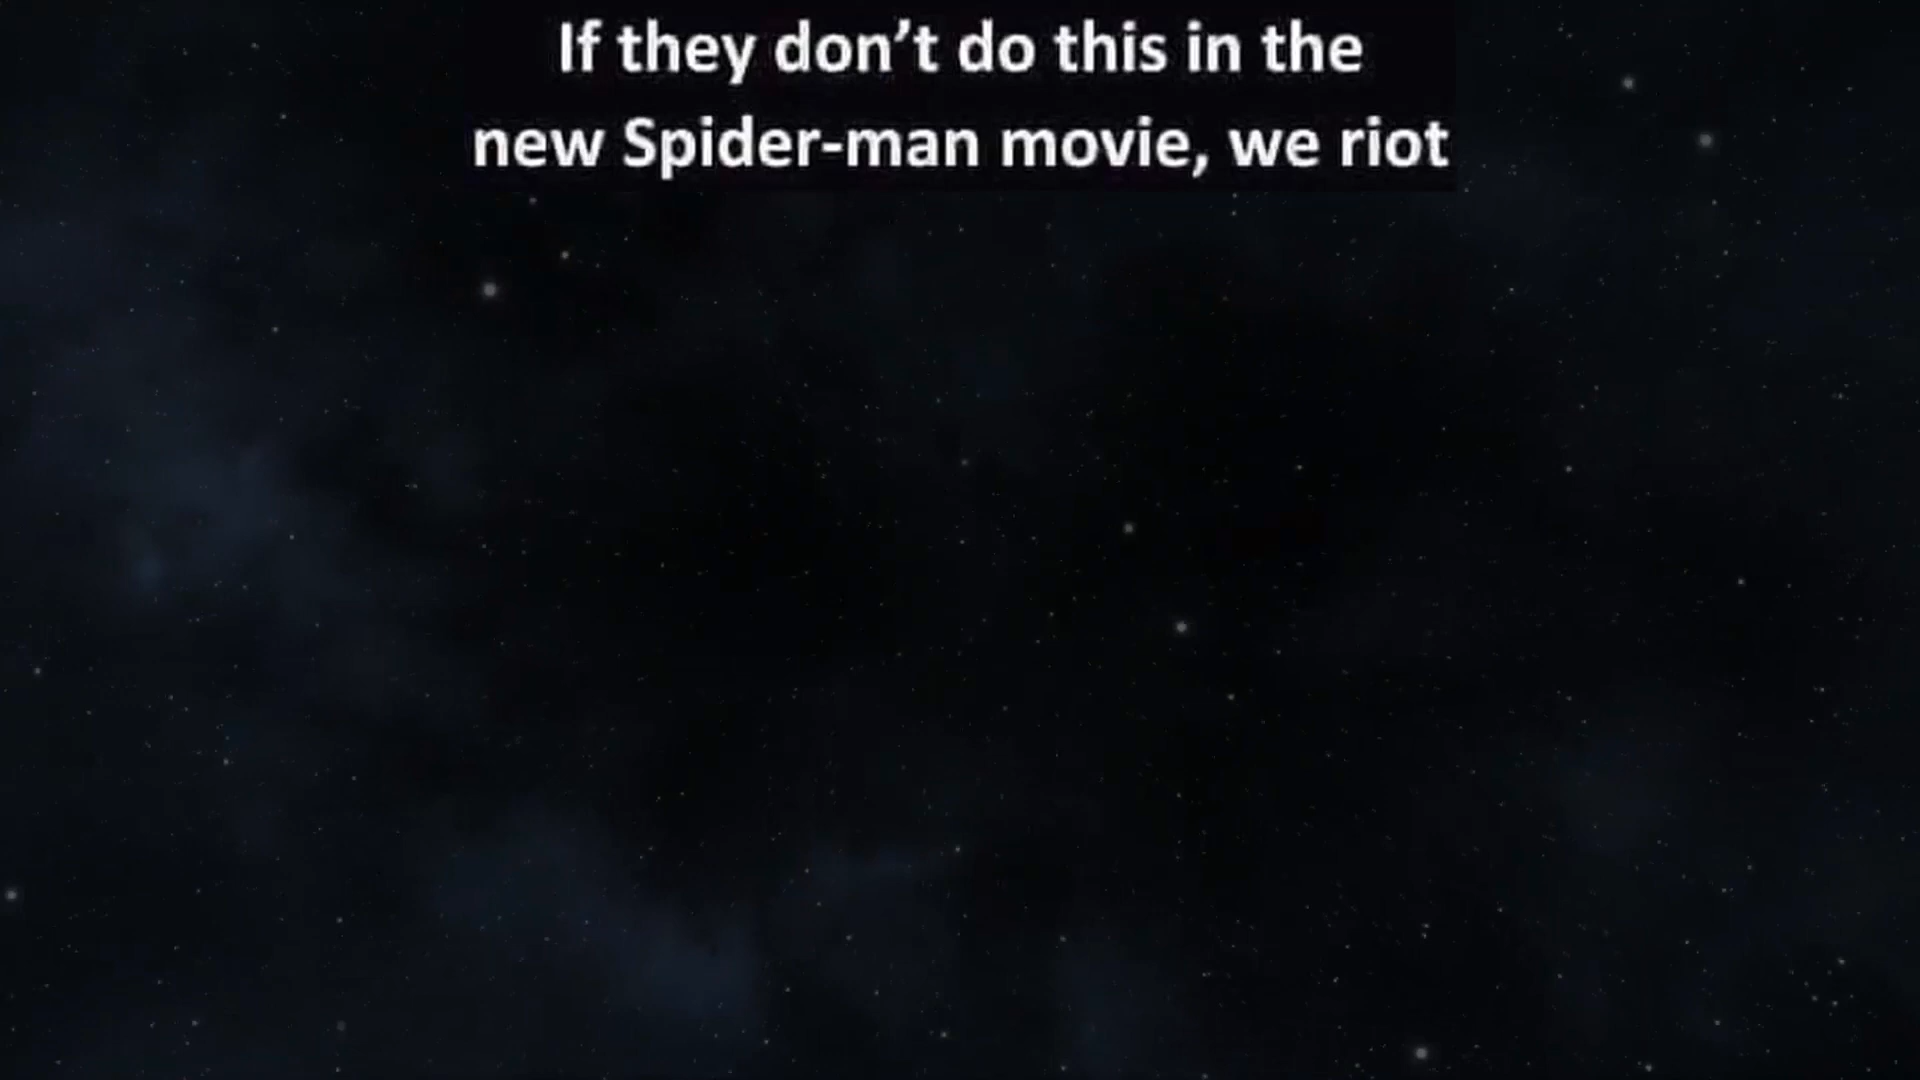 If they don’t do this in the
new Spider-man movie, we riot